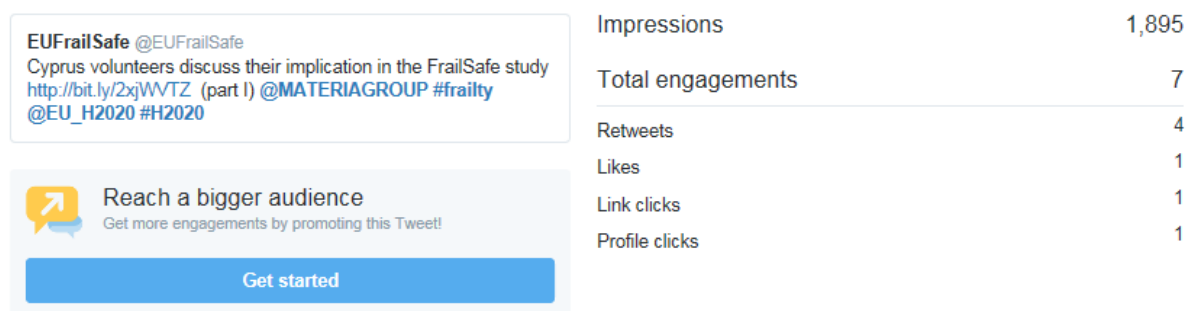 EUFrailSafe @EUFrailSafe
Cyprus volunteers discuss their implication in the FrailSafe study
http://bit.ly/2xjWVTZ (part I) @MATERIAGROUP #frailty
@EU_H2020 #H2020
Reach a bigger audience
Get more engagements by promoting this Tweet!
Get started
Impressions 1,895
Total engagements 7
Retweets 4
Likes 1
Link clicks 1
Profile clicks 1